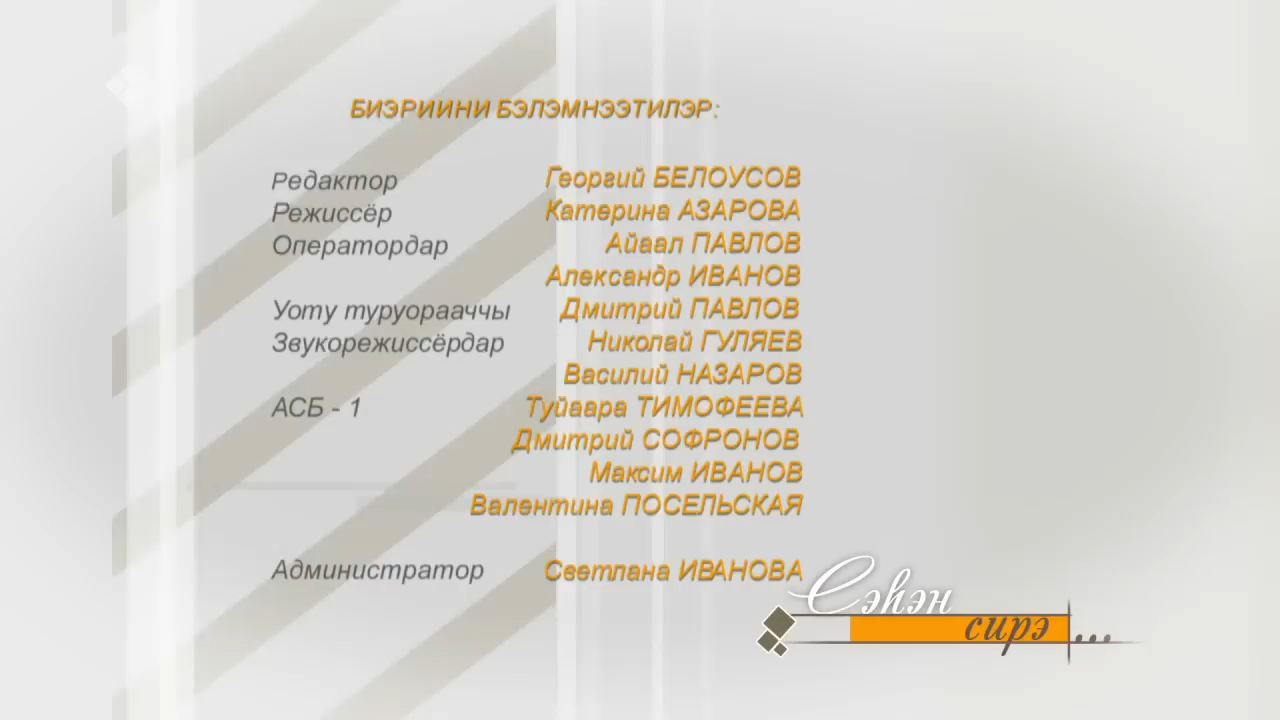 БИЭРИИНИ БЭЛЭМНЭЭТИЛЭР:
Редактор Георгий БЕЛОУСОВ
Режиссёр Катерина АЗАРОВА
Оператордар Айаал ПАВЛОВ
Александр ИВАНОВ
Уоту туруорааччы Дмитрий ПАВЛОВ
Звукорежиссёрдар Николай ГУЛЯЕВ
Василий НАЗАРОВ
АСБ - 1 Туйаара ТИМОФЕЕВА
Дмитрий СОФРОНОВ
Максим ИВАНОВ
Валентина ПОСЕЛЬСКАЯ
Администратор Светлана ИВАНОВА
Сэһэн
сирэ...